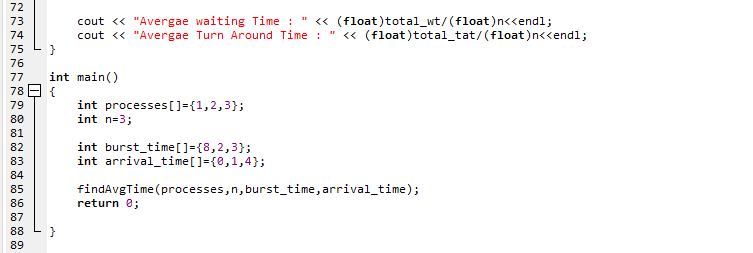 72
73 cout << "Avergae waiting Time : " << (float)total_wt/(float)n<<endl;
74 cout << "Avergae Turn Around Time : " << (float)total_tat/(float)n<<endl;
75 }
76
77 int main()
78 {
79 int processes[]={1,2,3};
80 int n=3;
81
82 int burst_time[]={8,2,3};
83 int arrival_time[]={0,1,4};
84
85 findAvgTime(processes,n,burst_time,arrival_time);
86 return 0;
87
88 }
89